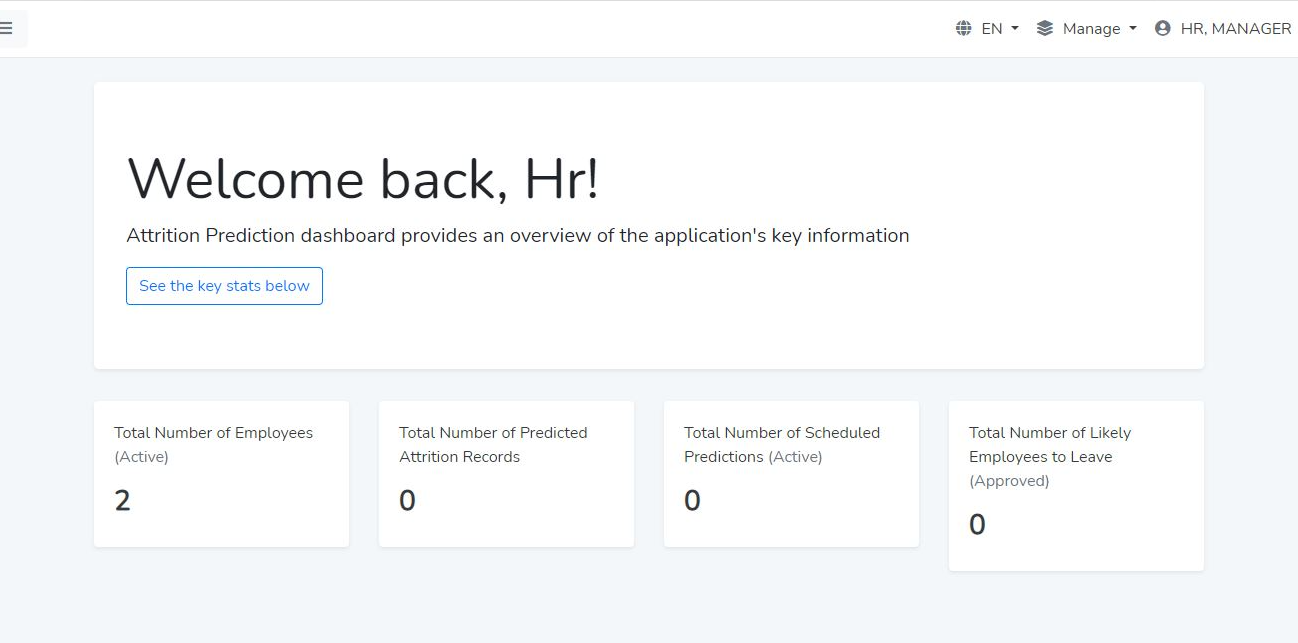 EN Manage HR, MANAGER
Welcome back, Hr!
Attrition Prediction dashboard provides an overview of the application's key information
See the key stats below
Total Number of Employees
(Active)
2
Total Number of Predicted
Attrition Records
0
Total Number of Scheduled
Predictions (Active)
0
Total Number of Likely
Employees to Leave
(Approved)
0